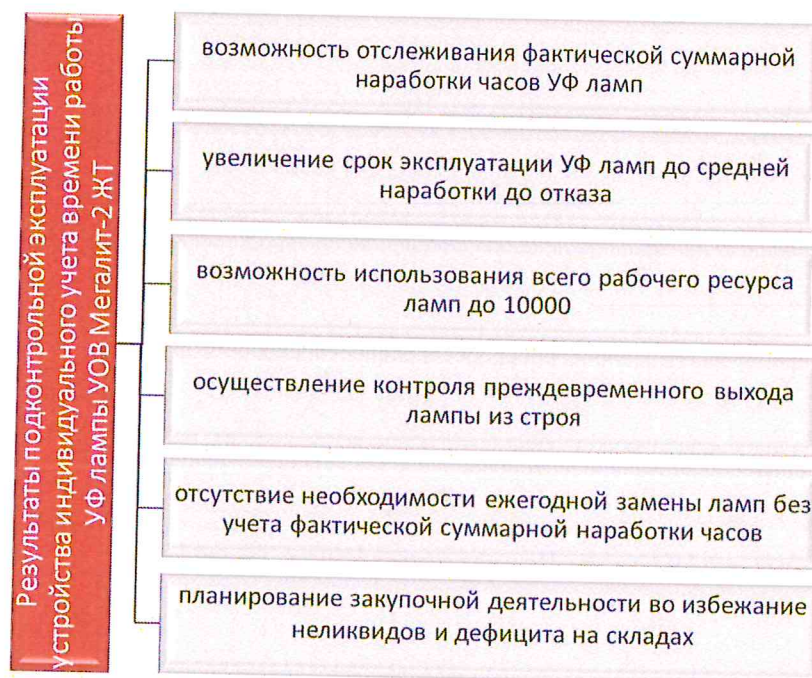 Результаты подконтрольной эксплуатации
устройства индивидуального учета времени работы
УФ лампы УОВ Мегалит-2 ЖТ
возможность отслеживания фактической суммарной
наработки часов УФ ламп
увеличение срок эксплуатации УФ ламп до средней
наработки до отказа
возможность использования всего рабочего ресурса
ламп до 10000
осуществление контроля преждевременного выхода
лампы из строя
отсутствие необходимости ежегодной замены ламп без
учета фактической суммарной наработки часов
планирование закупочной деятельности во избежание
неликвидов и дефицита на складах